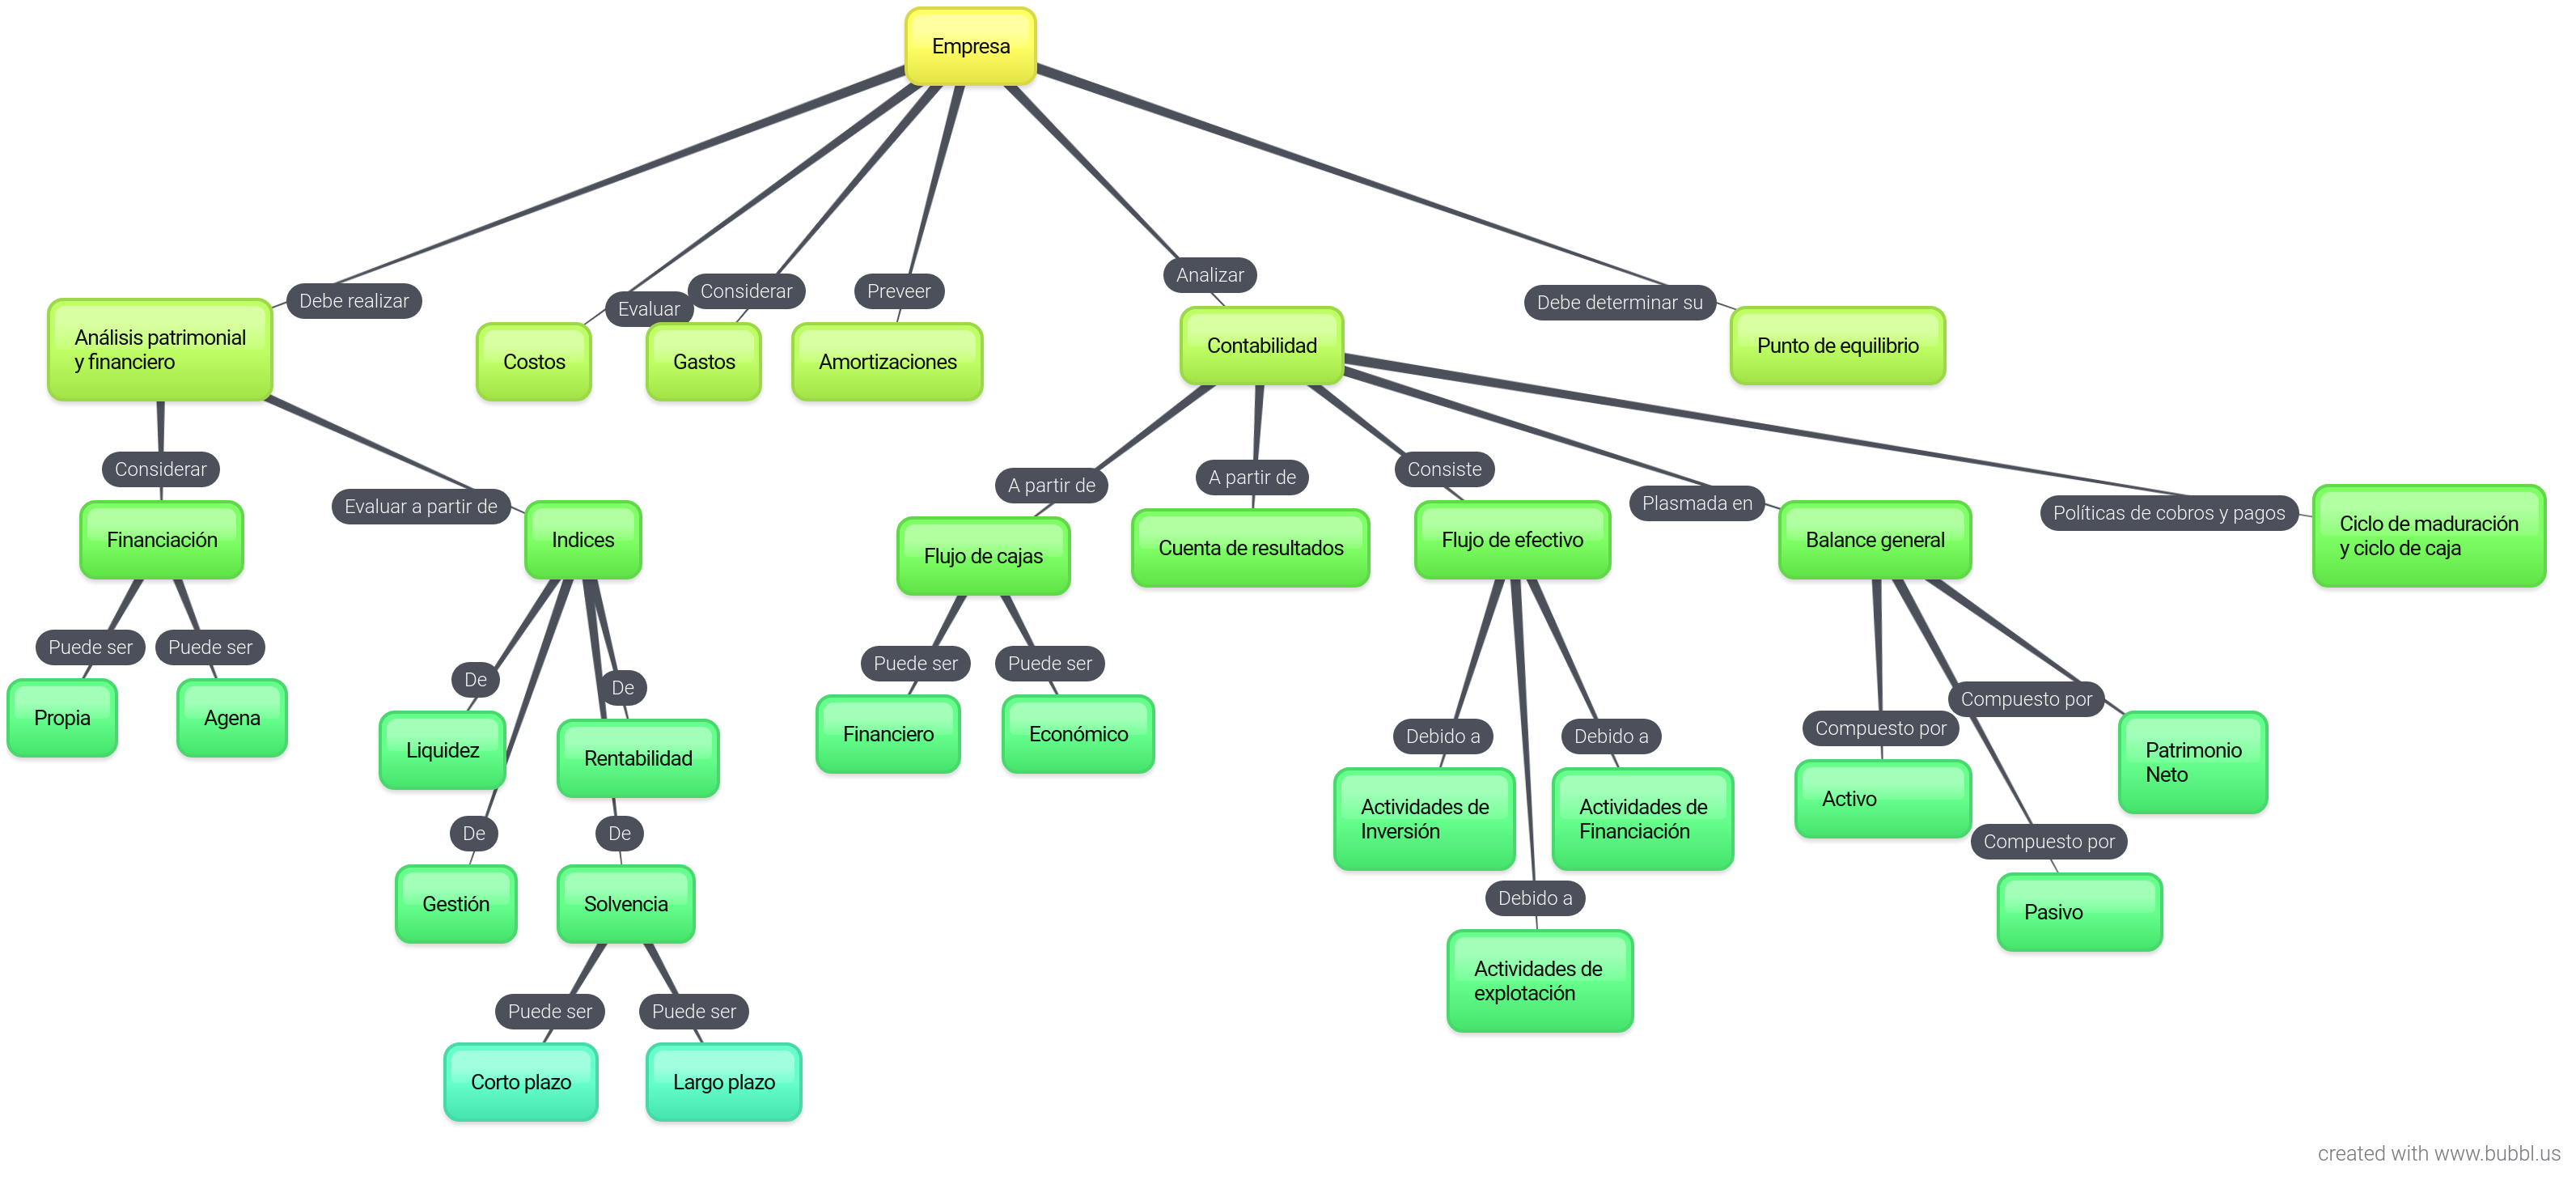 Empresa
Debe realizar
Evaluar
Considerar
Preveer
Analizar
Debe determinar su
Análisis patrimonial
y financiero
Costos
Gastos
Amortizaciones
Contabilidad
Punto de equilibrio
Considerar
Evaluar a partir de
A partir de
A partir de
Consiste
Plasmada en
Políticas de cobros y pagos
Financiación
Indices
Flujo de cajas
Cuenta de resultados
Flujo de efectivo
Balance general
Ciclo de maduración
y ciclo de caja
Puede ser
Puede ser
De
De
Puede ser
Puede ser
Debido a
Debido a
Compuesto por
Compuesto por
Propia
Agena
Liquidez
Rentabilidad
Financiero
Económico
Actividades de
Inversión
Actividades de
Financiación
Activo
Patrimonio
Neto
De
De
Debido a
Compuesto por
Gestión
Solvencia
Actividades de
explotación
Pasivo
Puede ser
Puede ser
Corto plazo
Largo plazo
created with www.bubbl.us